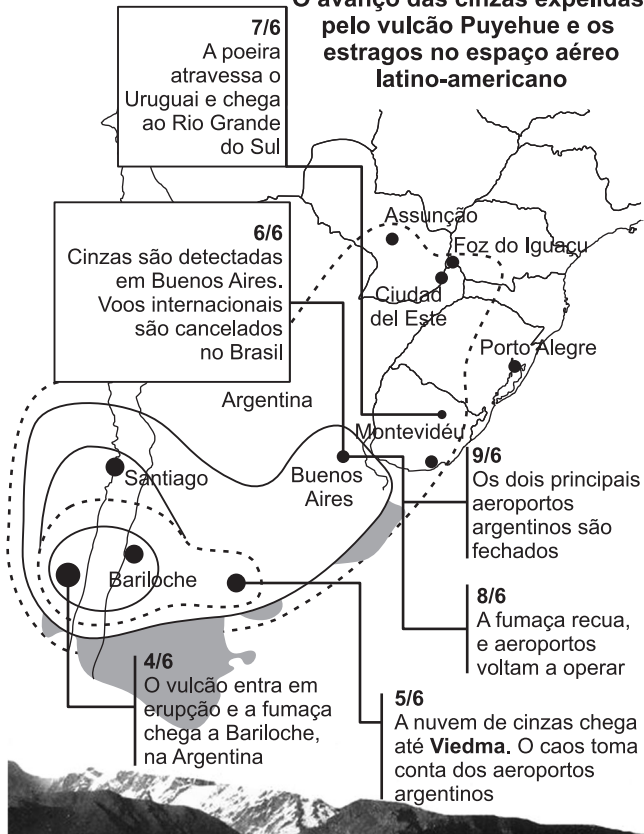 O avanço das cinzas expelidas
pelo vulcão Puyehue e os
estragos no espaço aéreo
latino-americano
7/6
A poeira
atravessa o
Uruguai e chega
ao Rio Grande
do Sul
6/6
Cinzas são detectadas
em Buenos Aires.
Voos internacionais
são cancelados
no Brasil
Assunção
Foz do Iguaçu
Ciudad
del Este
Porto Alegre
Argentina
Montevidéu
Santiago
Buenos
Aires
Bariloche
9/6
Os dois principais
aeroportos
argentinos são
fechados
8/6
A fumaça recua,
e aeroportos
voltam a operar
4/6
O vulcão entra em
erupção e a fumaça
chega a Bariloche,
na Argentina
5/6
A nuvem de cinzas chega
até Viedma. O caos toma
conta dos aeroportos
argentinos